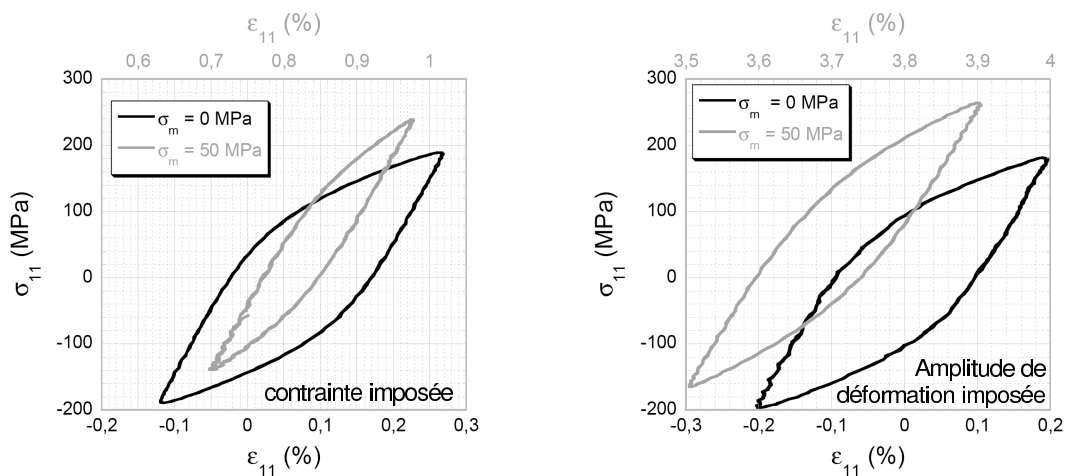 ε11 (%)
0,6 0,7 0,8 0,9 1
300
200
100
0
-100
-200
σ11 (MPa)
σm = 0 MPa
σm = 50 MPa
contrainte imposée
-0,2 -0,1 0 0,1 0,2 0,3
ε11 (%)
ε11 (%)
3,5 3,6 3,7 3,8 3,9 4
300
200
100
0
-100
-200
σ11 (MPa)
σm = 0 MPa
σm = 50 MPa
Amplitude de
déformation imposée
-0,3 -0,2 -0,1 0 0,1 0,2
ε11 (%)